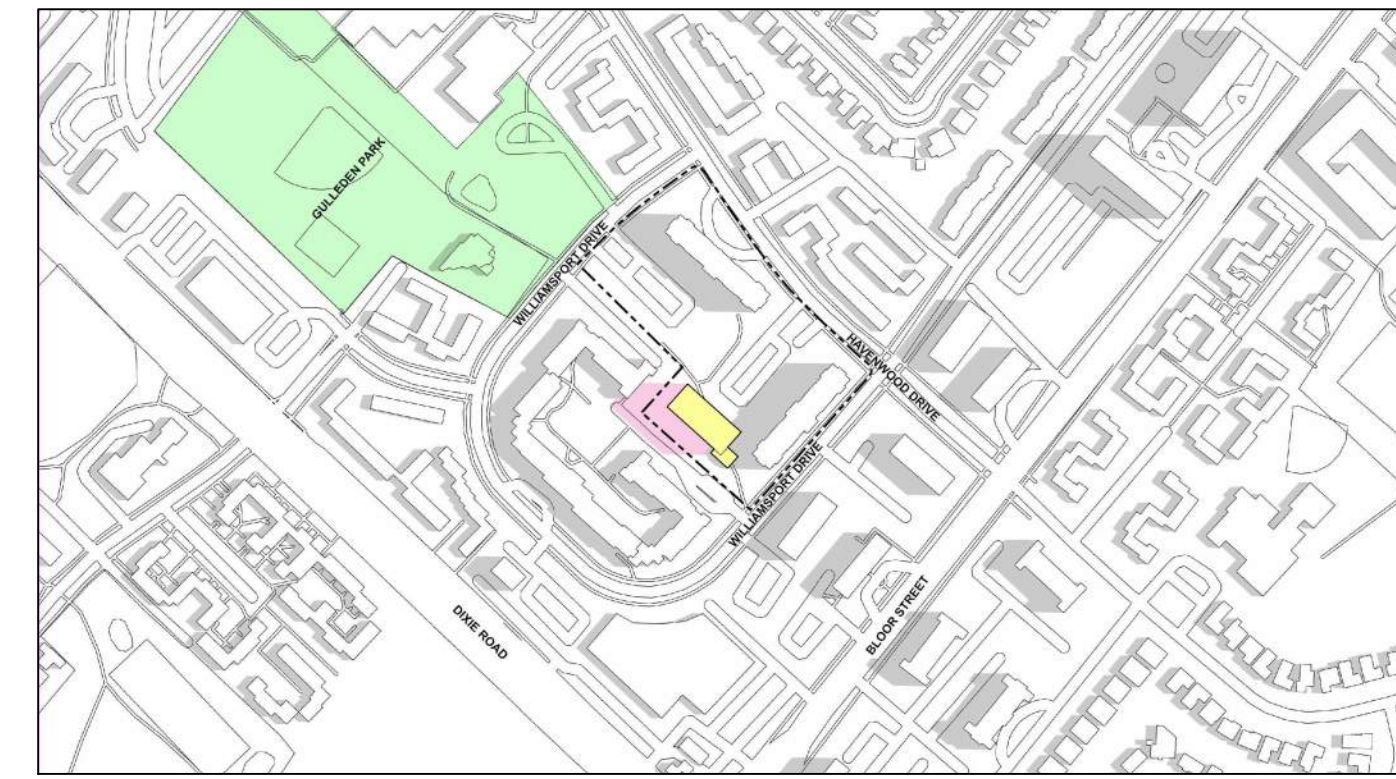 GULLEDEN PARK
WILLIAMSPORT DRIVE
HAVENWOOD DRIVE
WILLIAMSPORT DRIVE
BLOOR STREET
DIXIE ROAD